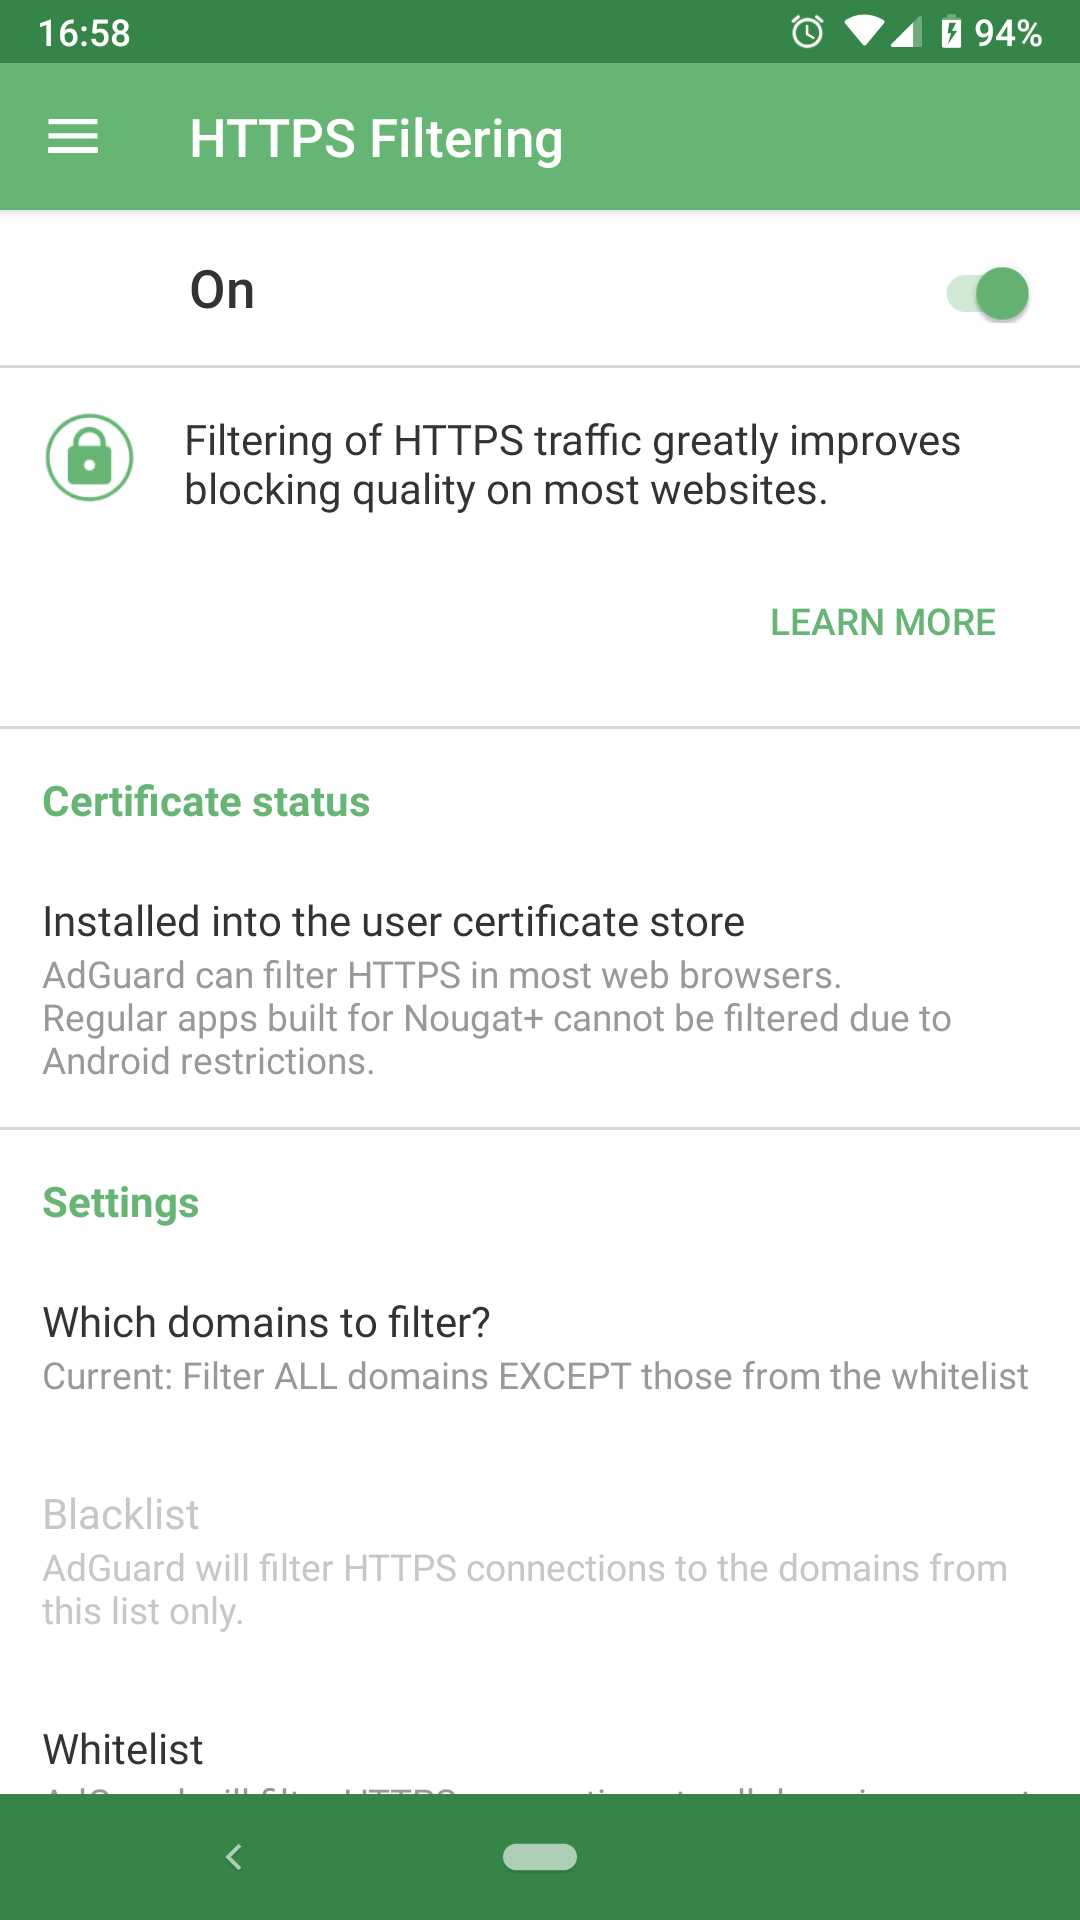 16:58
94%
HTTPS Filtering
On
Filtering of HTTPS traffic greatly improves
blocking quality on most websites.
LEARN MORE
Certificate status
Installed into the user certificate store
AdGuard can filter HTTPS in most web browsers.
Regular apps built for Nougat+ cannot be filtered due to
Android restrictions.
Settings
Which domains to filter?
Current: Filter ALL domains EXCEPT those from the whitelist
Blacklist
AdGuard will filter HTTPS connections to the domains from
this list only.
Whitelist